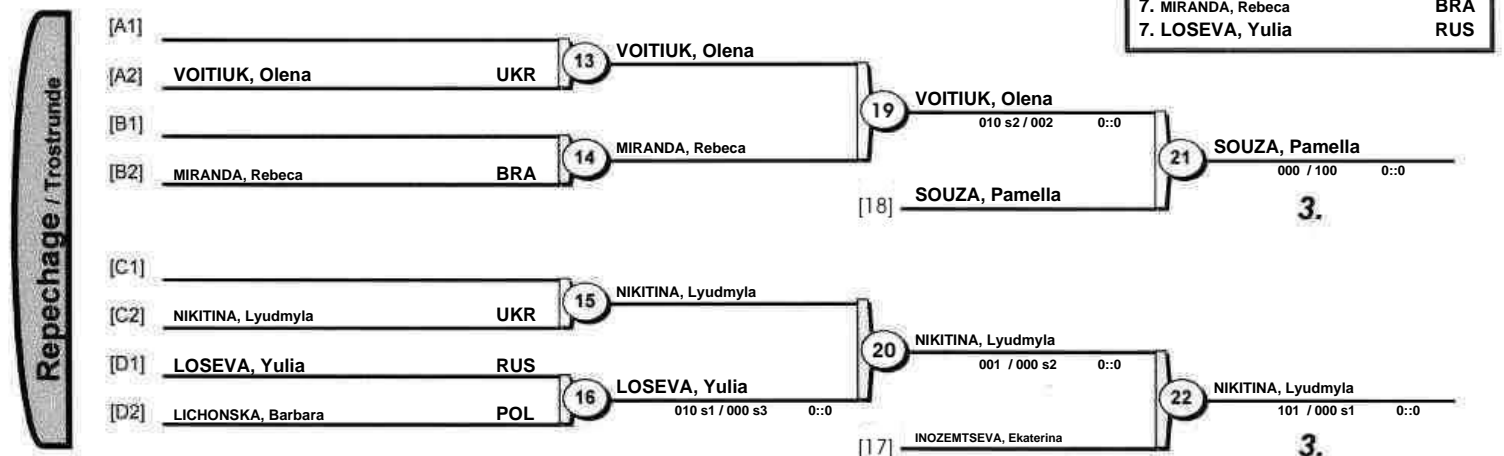 7. MIRANDA, Rebeca BRA
7. LOSEVA, Yulia RUS
Repechage / Trostrunde
[A1]
[A2] VOITIUK, Olena UKR
13 VOITIUK, Olena
[B1]
[B2] MIRANDA, Rebeca BRA
14 MIRANDA, Rebeca
19 VOITIUK, Olena
010 s2 / 002 0::0
[18] SOUZA, Pamella
21 SOUZA, Pamella
000 / 100 0::0
3.
[C1]
[C2] NIKITINA, Lyudmyla UKR
15 NIKITINA, Lyudmyla
[D1] LOSEVA, Yulia RUS
[D2] LICHONSKA, Barbara POL
16 LOSEVA, Yulia
010 s1 / 000 s3 0::0
20 NIKITINA, Lyudmyla
001 / 000 s2 0::0
[17] INOZEMTSEVA, Ekaterina
22 NIKITINA, Lyudmyla
101 / 000 s1 0::0
3.